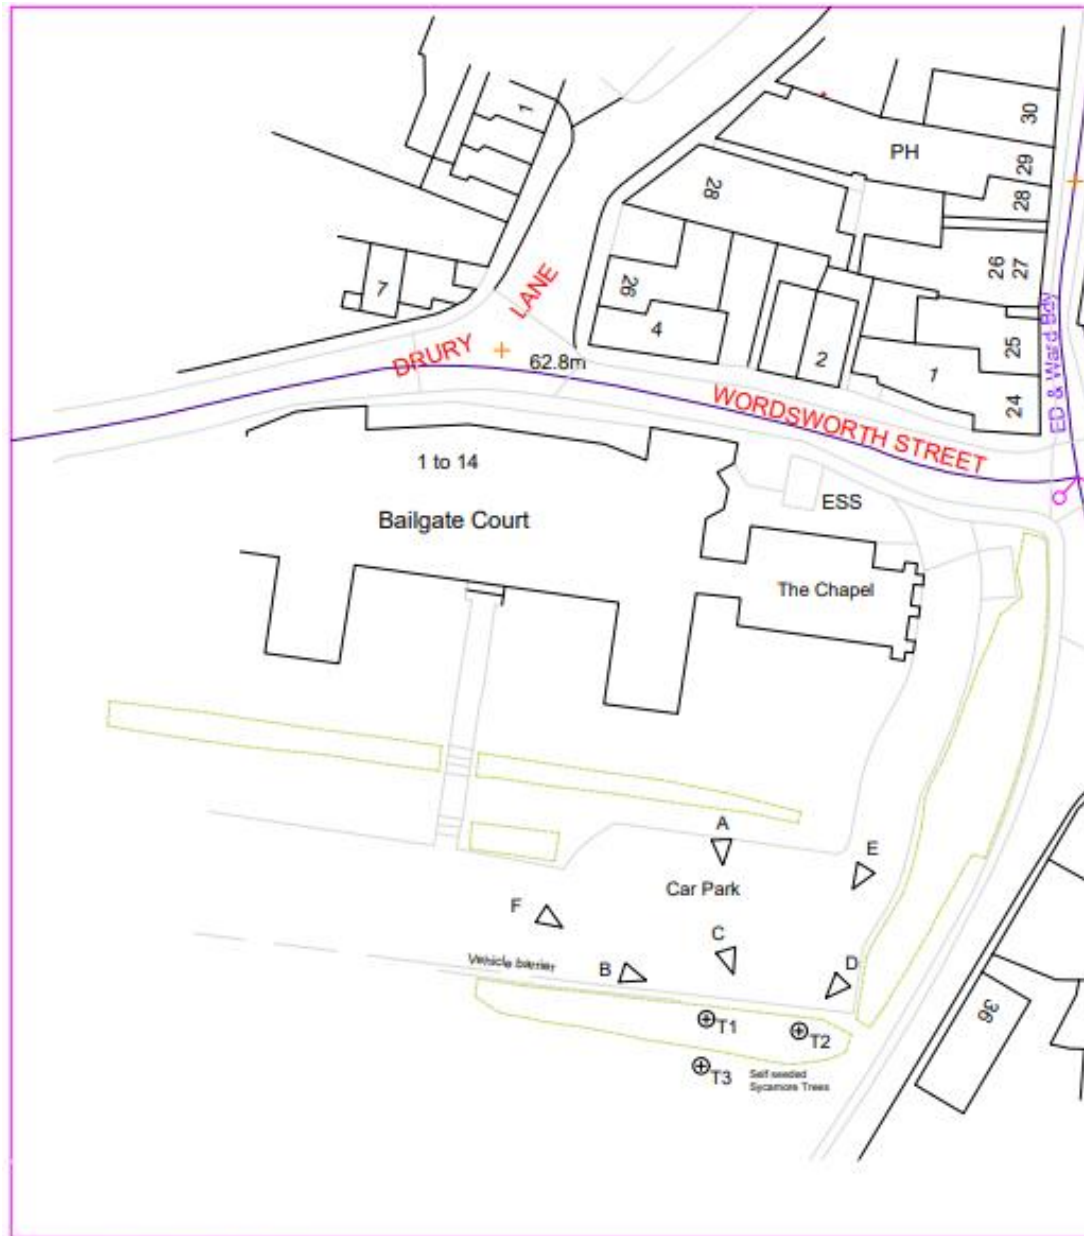 1
30
PH
29
28
28
26
27
26
7
LANE
4
2
1
25
24
ED & Ward Bdy
DRURY
62.8m
WORDSWORTH STREET
1 to 14
Bailgate Court
ESS
The Chapel
A
E
Car Park
F
C
Vehicle barrier
B
D
T1
T2
T3
Self seeded
Sycamore Trees
36